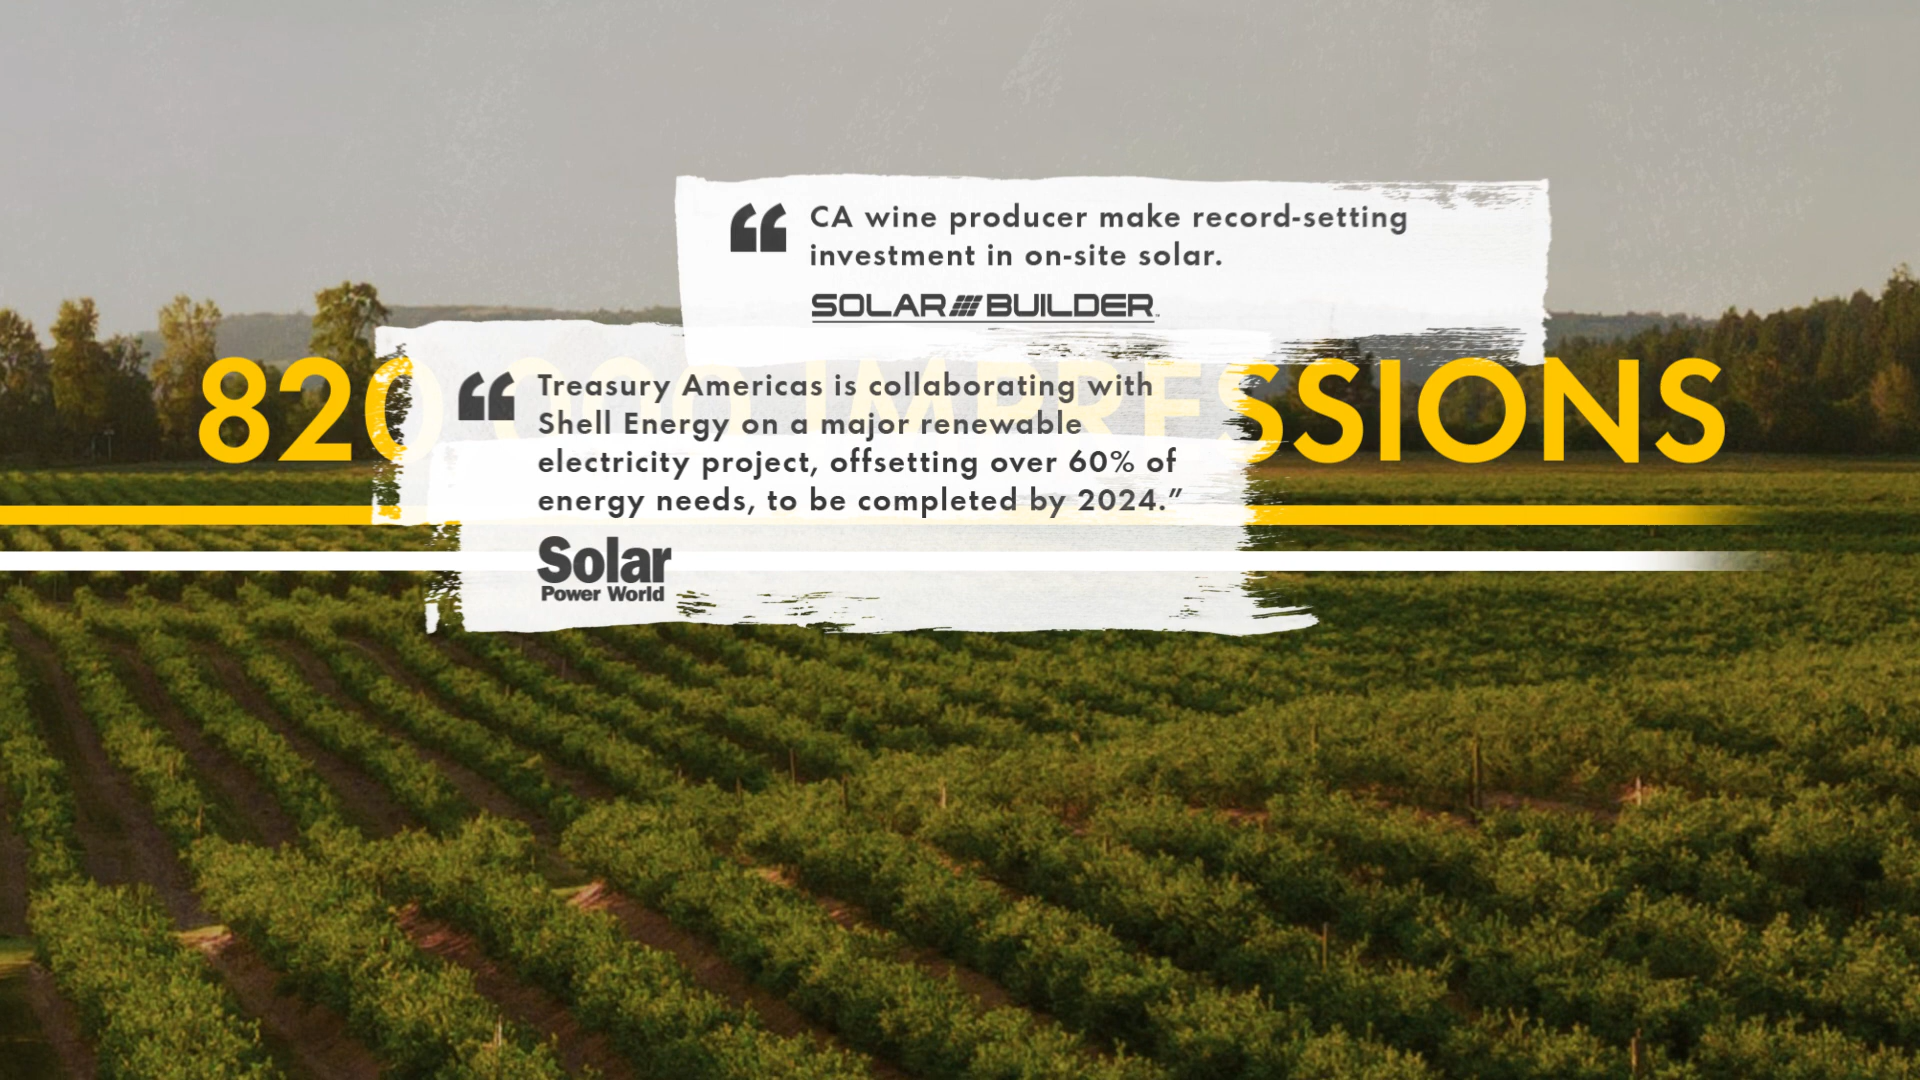 “ CA wine producer make record-setting
investment in on-site solar.
SOLAR BUILDER
820,000 IMPRESSIONS
“ Treasury Americas is collaborating with
Shell Energy on a major renewable
electricity project, offsetting over 60% of
energy needs, to be completed by 2024.”
Solar
Power World